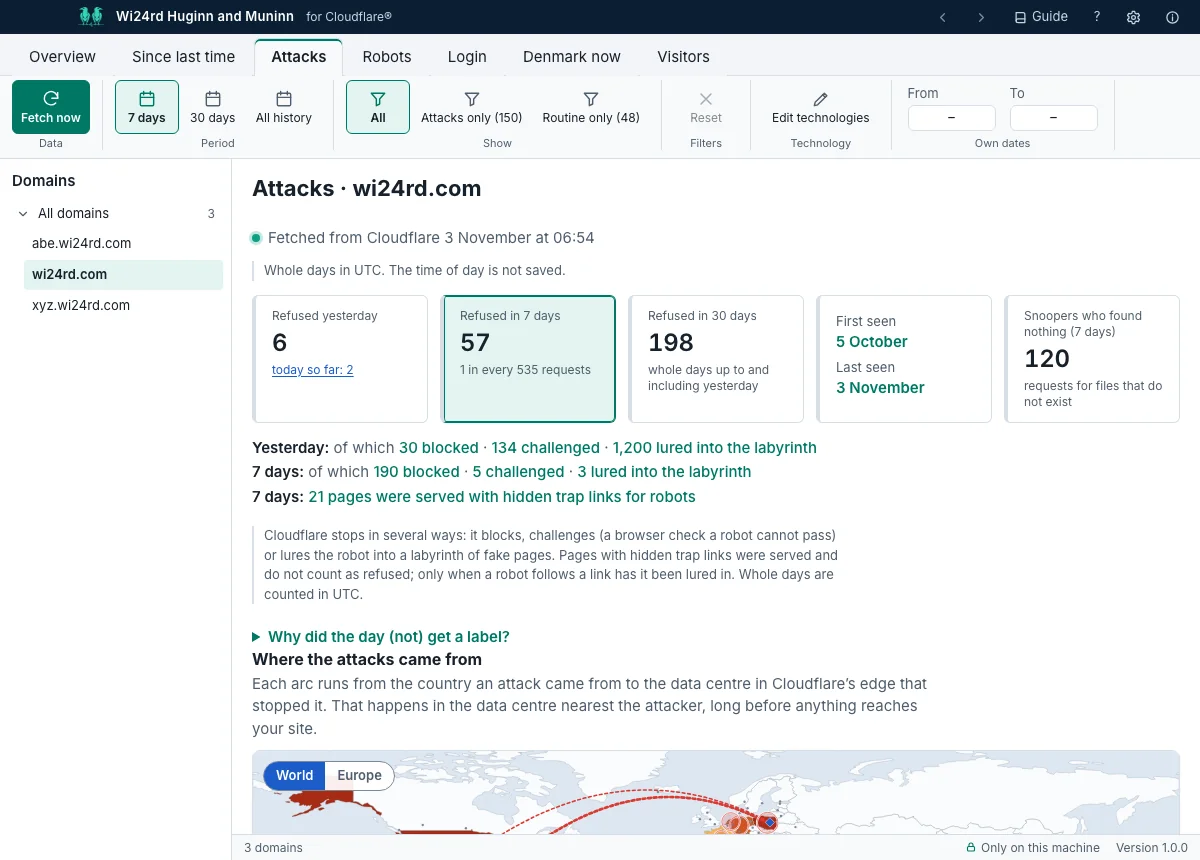 Wi24rd Huginn and Muninn for Cloudflare®
Guide ?
Overview Since last time Attacks Robots Login Denmark now Visitors
Fetch now
Data
7 days 30 days All history
Period
All Attacks only (150) Routine only (48)
Show
Reset
Filters
Edit technologies
Technology
From To
– –
Own dates
Domains
All domains 3
abe.wi24rd.com
wi24rd.com
xyz.wi24rd.com
Attacks · wi24rd.com
Fetched from Cloudflare 3 November at 06:54
Whole days in UTC. The time of day is not saved.
Refused yesterday
6
today so far: 2
Refused in 7 days
57
1 in every 535 requests
Refused in 30 days
198
whole days up to and
including yesterday
First seen
5 October
Last seen
3 November
Snoopers who found
nothing (7 days)
120
requests for files that do
not exist
Yesterday: of which 30 blocked · 134 challenged · 1,200 lured into the labyrinth
7 days: of which 190 blocked · 5 challenged · 3 lured into the labyrinth
7 days: 21 pages were served with hidden trap links for robots
Cloudflare stops in several ways: it blocks, challenges (a browser check a robot cannot pass)
or lures the robot into a labyrinth of fake pages. Pages with hidden trap links were served and
do not count as refused; only when a robot follows a link has it been lured in. Whole days are
counted in UTC.
Why did the day (not) get a label?
Where the attacks came from
Each arc runs from the country an attack came from to the data centre in Cloudflare’s edge that
stopped it. That happens in the data centre nearest the attacker, long before anything reaches
your site.
World Europe
3 domains
Only on this machine Version 1.0.0